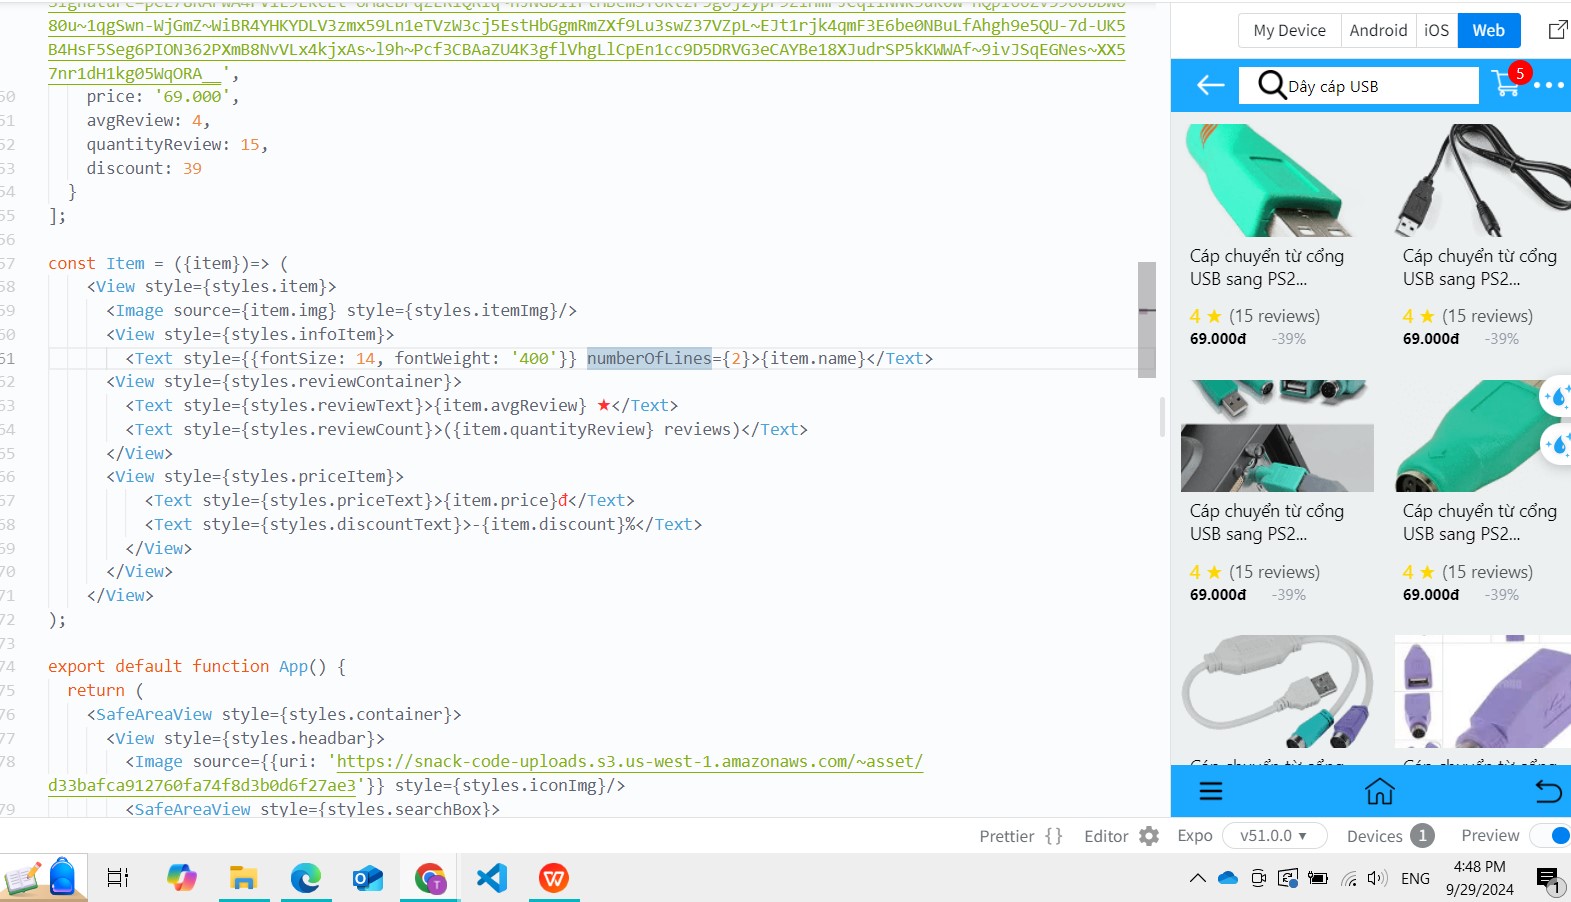 80u~1qgSwn-WjGmZ~WiBR4YHKYDLV3zmx59Ln1eTVzW3cj5EstHbGgmRmZXf9Lu3swZ37VZpL~EJt1rjk4qmF3E6be0NBuLfAhgh9e5QU-7d-UK5
B4HsF5Seg6PION362PXmB8NvVLx4kjxAs~l9h~Pcf3CBAaZU4K3gflVhgLlCpEn1cc9D5DRVG3eCAYBe18XJudrSP5kKWWAf~9ivJSqEGNes~XX5
7nr1dH1kg05WqORA__',
50 price: '69.000',
51 avgReview: 4,
52 quantityReview: 15,
53 discount: 39
54 }
55 ];
56
57 const Item = ({item})=> (
58 <View style={styles.item}>
59 <Image source={item.img} style={styles.itemImg}/>
60 <View style={styles.infoItem}>
61 <Text style={{fontSize: 14, fontWeight: '400'}} numberOfLines={2}>{item.name}</Text>
62 <View style={styles.reviewContainer}>
63 <Text style={styles.reviewText}>{item.avgReview} ★</Text>
64 <Text style={styles.reviewCount}>({item.quantityReview} reviews)</Text>
65 </View>
66 <View style={styles.priceItem}>
67 <Text style={styles.priceText}>{item.price}đ</Text>
68 <Text style={styles.discountText}>-{item.discount}%</Text>
69 </View>
70 </View>
71 </View>
72 );
73
74 export default function App() {
75 return (
76 <SafeAreaView style={styles.container}>
77 <View style={styles.headbar}>
78 <Image source={{uri: 'https://snack-code-uploads.s3.us-west-1.amazonaws.com/~asset/
d33bafca912760fa74f8d3b0d6f27ae3'}} style={styles.iconImg}/>
79 <SafeAreaView style={styles.searchBox}>
My Device Android iOS Web
Dây cáp USB 5
Cáp chuyển từ cổng
USB sang PS2...
4 ★ (15 reviews)
69.000đ -39%
Cáp chuyển từ cổng
USB sang PS2...
4 ★ (15 reviews)
69.000đ -39%
Cáp chuyển từ cổng
USB sang PS2...
4 ★ (15 reviews)
69.000đ -39%
Cáp chuyển từ cổng
USB sang PS2...
4 ★ (15 reviews)
69.000đ -39%
Prettier {} Editor Expo v51.0.0 ▾ Devices 1 Preview
T
ENG
4:48 PM
9/29/2024
1